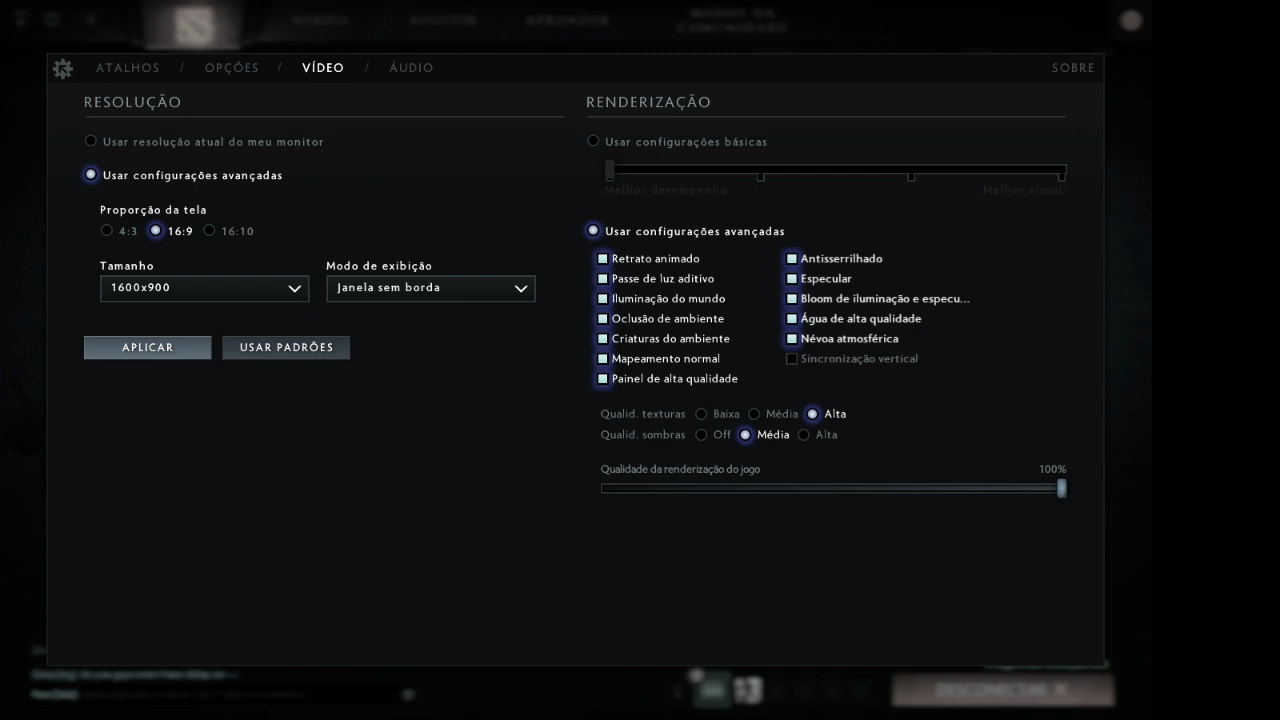 ATALHOS / OPÇÕES / VÍDEO / ÁUDIO SOBRE
RESOLUÇÃO
Usar resolução atual do meu monitor
Usar configurações avançadas
Proporção da tela
4:3 16:9 16:10
Tamanho
Modo de exibição
1600x900
Janela sem borda
APLICAR
USAR PADRÕES
RENDERIZAÇÃO
Usar configurações básicas
Melhor desempenho
Melhor visual
Usar configurações avançadas
Retrato animado
Passe de luz aditivo
Iluminação do mundo
Oclusão de ambiente
Criaturas do ambiente
Mapeamento normal
Painel de alta qualidade
Antisserrilhado
Especular
Bloom de iluminação e especu...
Água de alta qualidade
Névoa atmosférica
Sincronização vertical
Qualid. texturas Baixa Média Alta
Qualid. sombras Off Média Alta
Qualidade da renderização do jogo 100%
DESCONECTAR